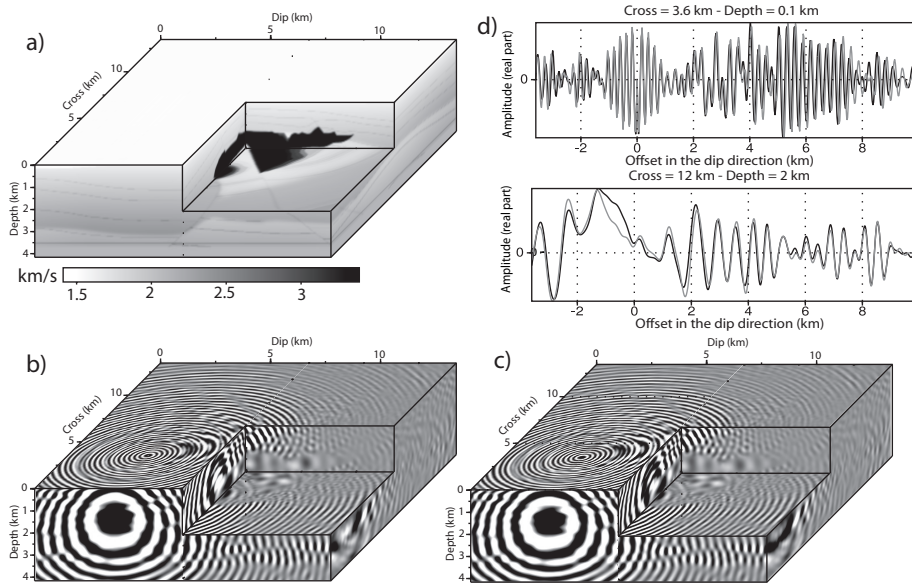 a)
Dip (km)
0 5 10
Cross (km)
10
5
Depth (km)
0
1
2
3
4
km/s
1.5 2 2.5 3
d)
Cross = 3.6 km - Depth = 0.1 km
Amplitude (real part)
0
-2 0 2 4 6 8
Offset in the dip direction (km)
Cross = 12 km - Depth = 2 km
Amplitude (real part)
0
-2 0 2 4 6 8
Offset in the dip direction (km)
b)
Dip (km)
0 5 10
Cross (km)
10
5
Depth (km)
0
1
2
3
4
c)
Dip (km)
0 5 10
Cross (km)
10
5
Depth (km)
0
1
2
3
4